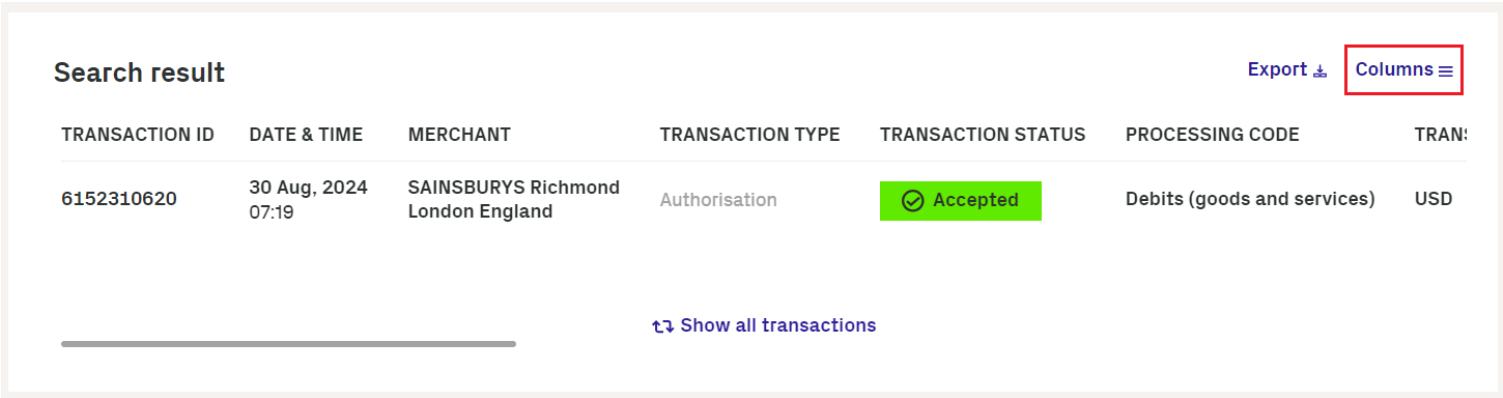 Search result
Export
Columns
TRANSACTION ID DATE & TIME MERCHANT TRANSACTION TYPE TRANSACTION STATUS PROCESSING CODE TRANS
6152310620 30 Aug, 2024 07:19 SAINSBURYS Richmond London England Authorisation Accepted Debits (goods and services) USD
Show all transactions